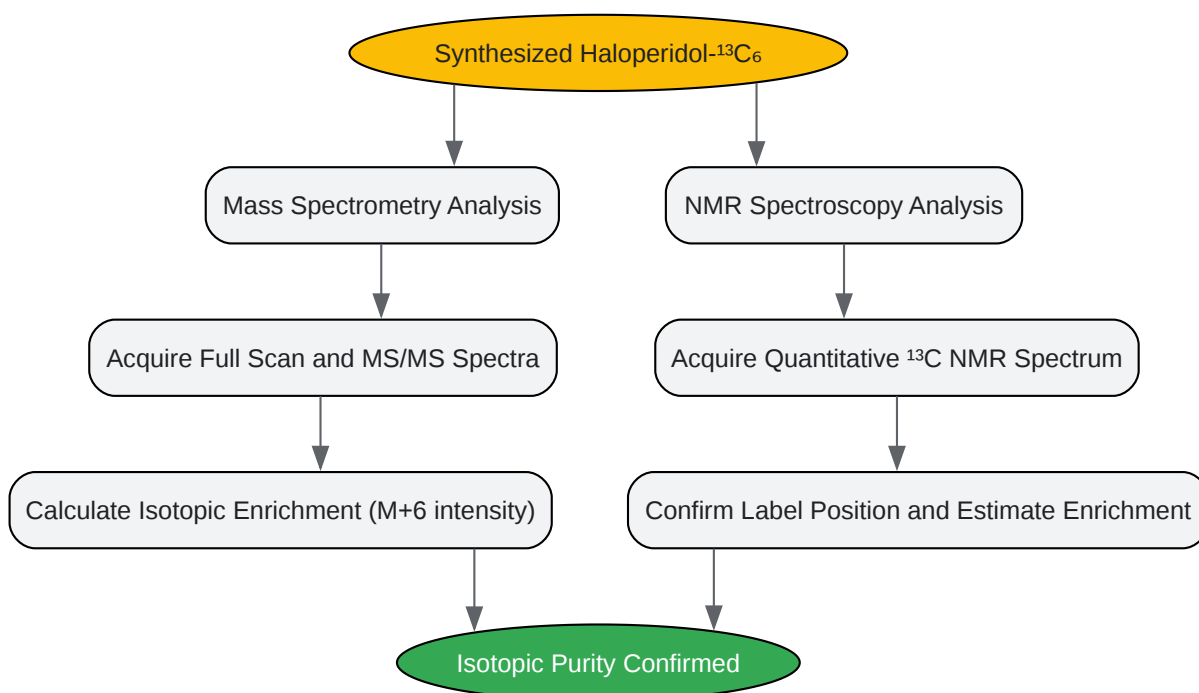 Synthesized Haloperidol-¹³C₆
Mass Spectrometry Analysis
NMR Spectroscopy Analysis
Acquire Full Scan and MS/MS Spectra
Acquire Quantitative ¹³C NMR Spectrum
Calculate Isotopic Enrichment (M+6 intensity)
Confirm Label Position and Estimate Enrichment
Isotopic Purity Confirmed